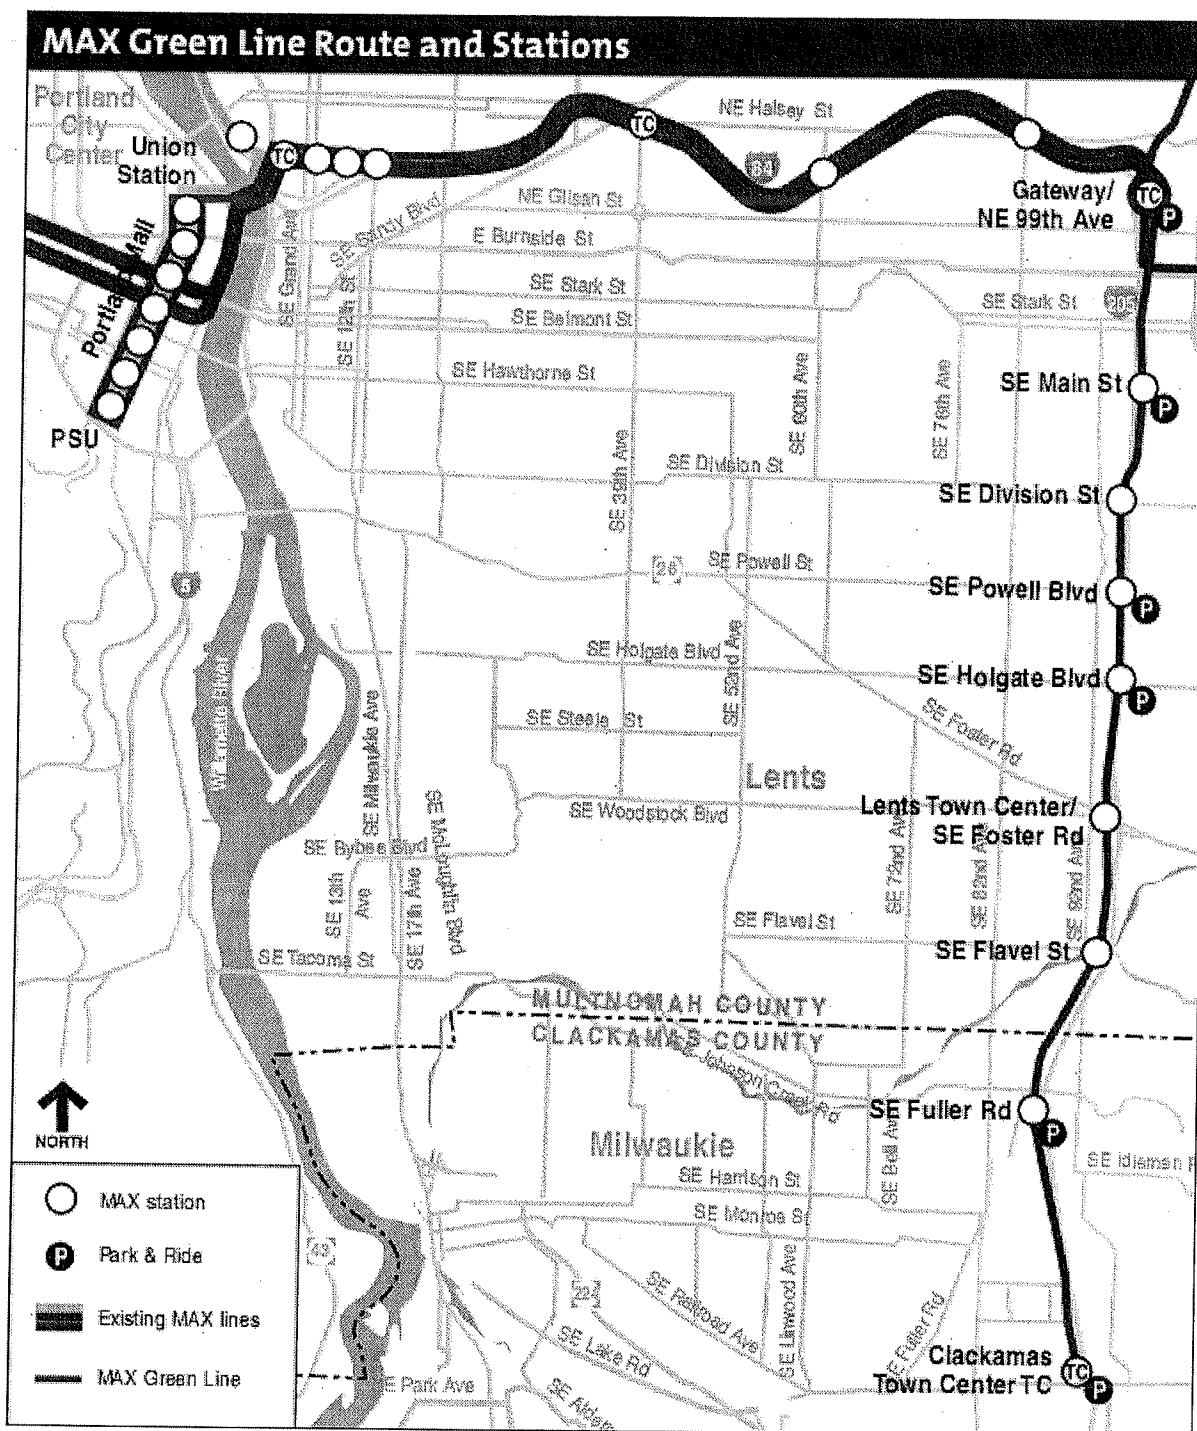 MAX Green Line Route and Stations
Portland
City
Center
Union
Station
TC
TC
NE Halsey St
84
Gateway/
NE 99th Ave
TC
P
NE Glisan St
SE Sandy Blvd
E Burnside St
SE Grand Ave
SE 12th St
SE Stark St
SE Stark St
205
SE Belmont St
Portland Mall
SE Hawthorne St
SE 60th Ave
SE 76th Ave
SE Main St
P
PSU
SE 39th Ave
SE Division St
SE Division St
26
SE Powell St
SE Powell Blvd
P
5
SE Holgate Blvd
SE 52nd Ave
SE Holgate Blvd
P
Willamette River
SE Milwaukie Ave
SE Steele St
SE Foster Rd
Lents
SE McLoughlin Blvd
SE Woodstock Blvd
Lents Town Center/
SE Foster Rd
SE Bybee Blvd
SE 13th
Ave
SE 17th Ave
SE 72nd Ave
SE 82nd Ave
SE 92nd Ave
SE Flavel St
SE Flavel St
SE Tacoma St
MULTNOMAH COUNTY
CLACKAMAS COUNTY
SE Johnson Creek Rd
SE Fuller Rd
P
NORTH
Milwaukie
SE Bell Ave
SE Harrison St
SE Idleman
SE Monroe St
MAX station
P
Park & Ride
43
Existing MAX lines
MAX Green Line
224
SE Railroad Ave
SE Linwood Ave
SE Fuller Rd
SE Lake Rd
Clackamas
Town Center TC
TC
P
E Park Ave
SE Alder